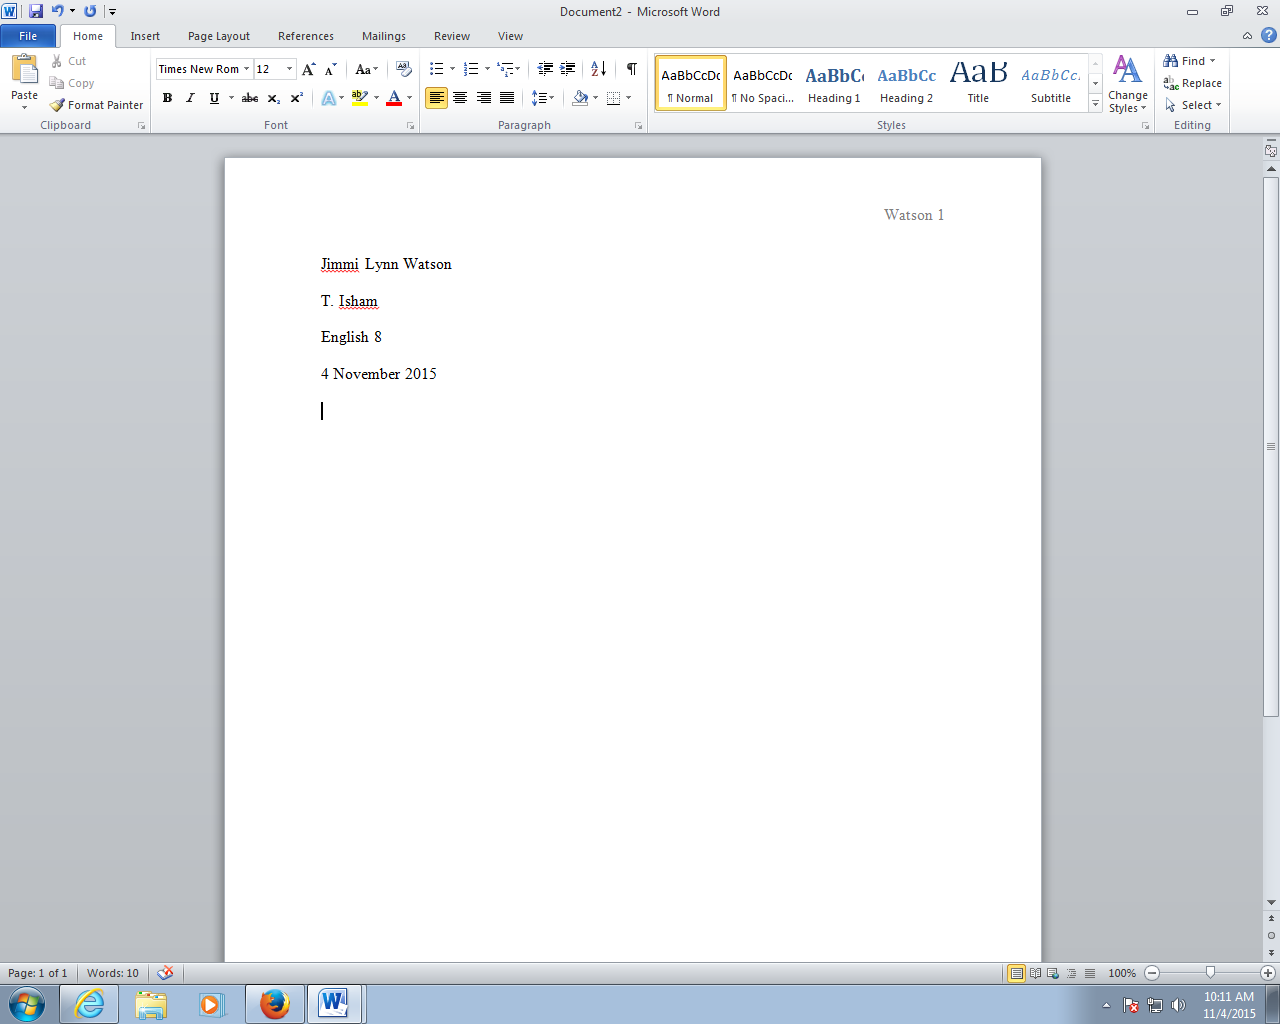 Document2 - Microsoft Word
File Home Insert Page Layout References Mailings Review View
Paste
Cut
Copy
Format Painter
Clipboard
Times New Rom 12
Font
Paragraph
AaBbCcDc AaBbCcDc AaBbCc AaBbCc AaB AaBbCc.
¶ Normal ¶ No Spaci... Heading 1 Heading 2 Title Subtitle
Change Styles
Styles
Find
Replace
Select
Editing
Watson 1
Jimmi Lynn Watson
T. Isham
English 8
4 November 2015
Page: 1 of 1 Words: 10 100%
10:11 AM
11/4/2015